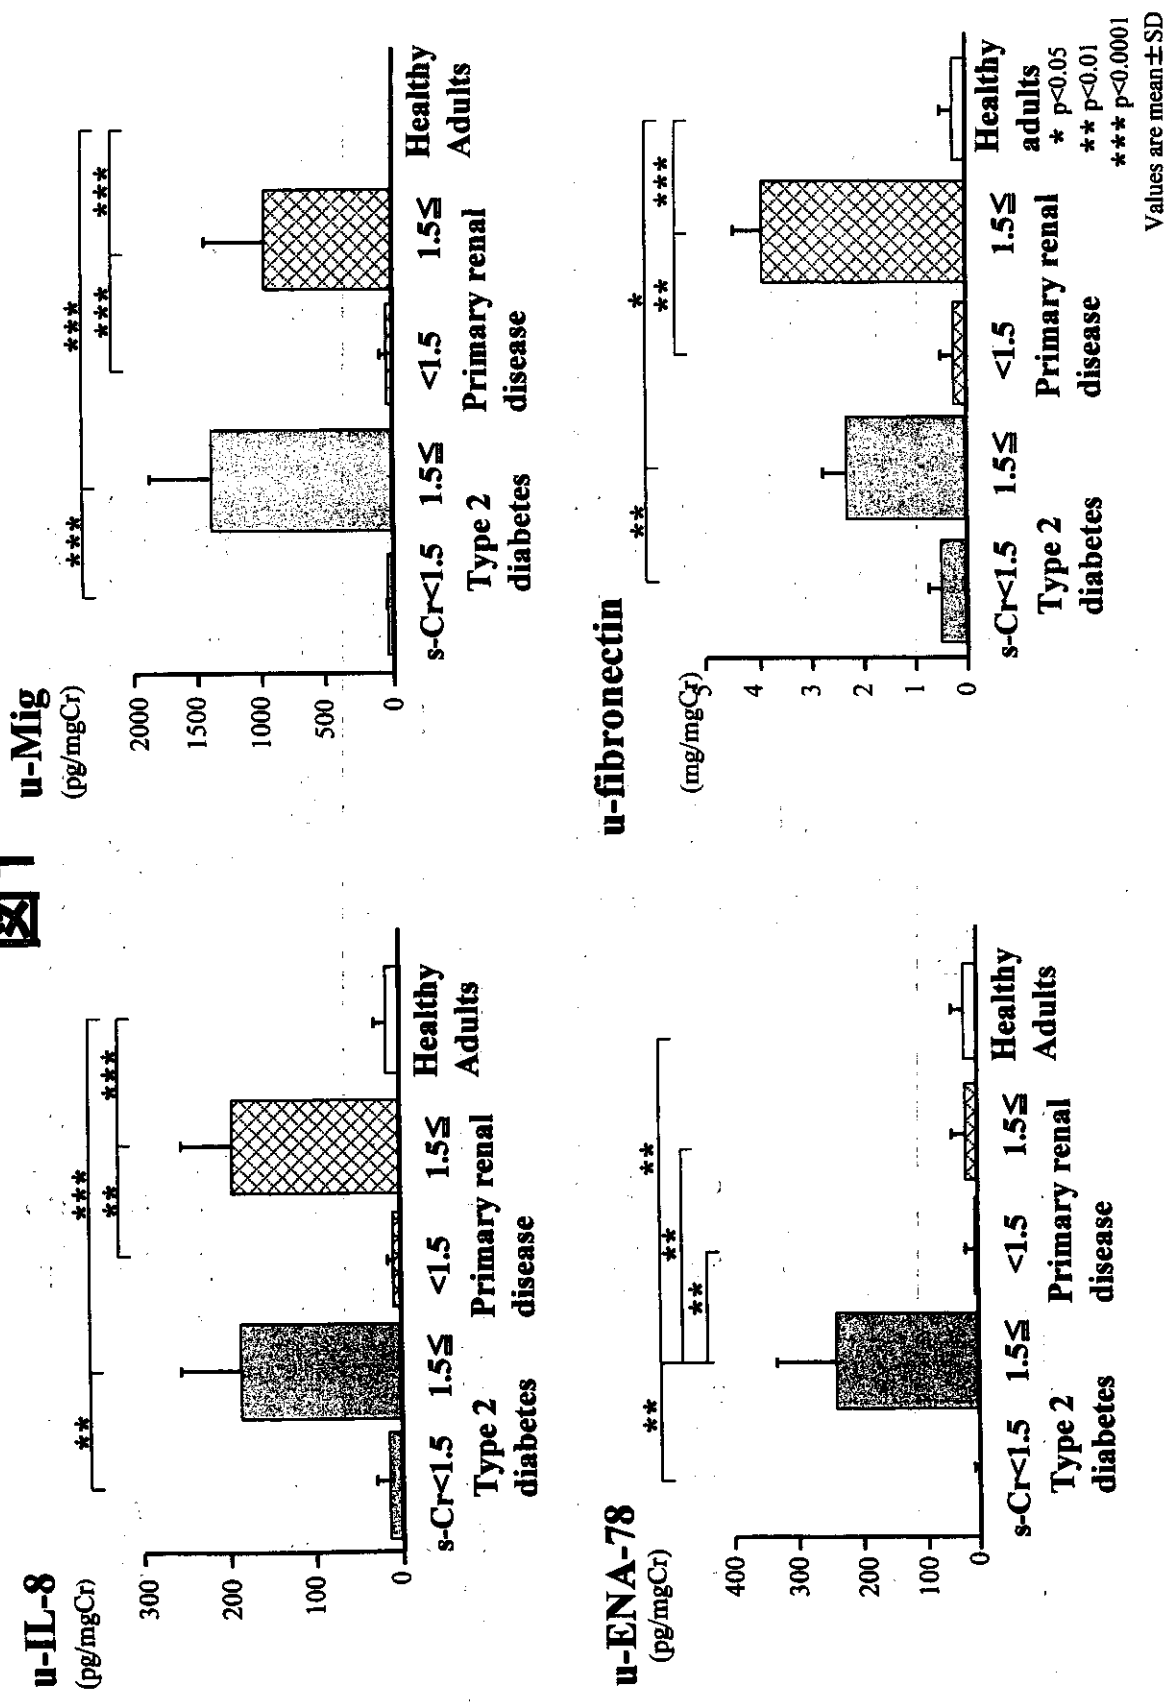 図1
u-IL-8
(pg/mgCr)
300
200
100
0
**
***
**
***
s-Cr<1.5 1.5≦ <1.5 1.5≦ Healthy
Type 2 Primary renal Adults
diabetes disease
u-Mig
(pg/mgCr)
2000
1500
1000
500
0
***
***
***
***
s-Cr<1.5 1.5≦ <1.5 1.5≦ Healthy
Type 2 Primary renal Adults
diabetes disease
u-ENA-78
(pg/mgCr)
400
300
200
100
0
**
**
**
**
s-Cr<1.5 1.5≦ <1.5 1.5≦ Healthy
Type 2 Primary renal Adults
diabetes disease
u-fibronectin
(mg/mgCr)
5
4
3
2
1
0
**
*
**
***
s-Cr<1.5 1.5≦ <1.5 1.5≦ Healthy
Type 2 Primary renal adults
diabetes disease
* p<0.05
** p<0.01
*** p<0.0001
Values are mean±SD